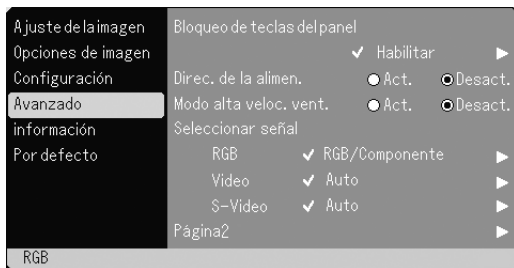 Ajuste de la imagen
Opciones de imagen
Configuración
Avanzado
información
Por defecto
Bloqueo de teclas del panel
✓ Habilitar ▶
Direc. de la alimen. Act. Desact.
Modo alta veloc. vent. Act. Desact.
Seleccionar señal
RGB ✓ RGB/Componente ▶
Video ✓ Auto ▶
S-Video ✓ Auto ▶
Página2 ▶
RGB